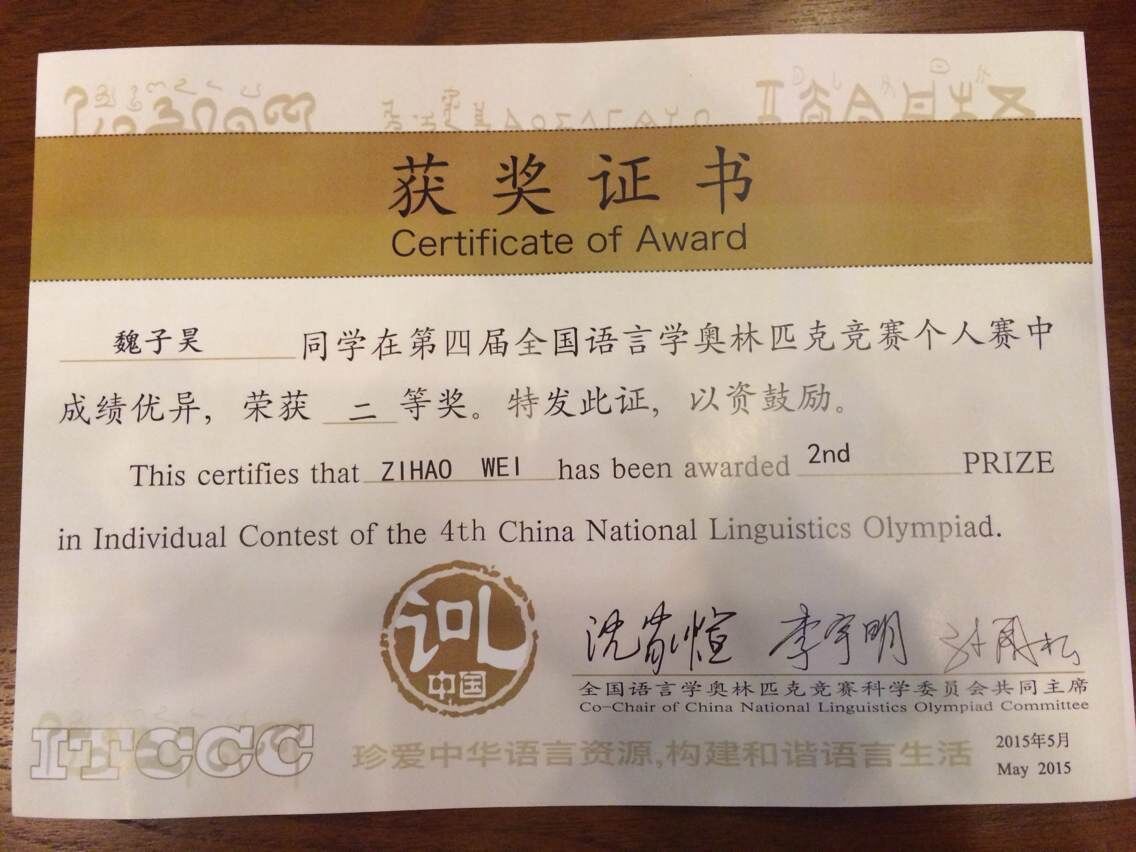 获奖证书
Certificate of Award
魏子昊 同学在第四届全国语言学奥林匹克竞赛个人赛中
成绩优异，荣获 二 等奖。特发此证，以资鼓励。
This certifies that ZIHAO WEI has been awarded 2nd PRIZE
in Individual Contest of the 4th China National Linguistics Olympiad.
中国
李宇明
全国语言学奥林匹克竞赛科学委员会共同主席
Co-Chair of China National Linguistics Olympiad Committee
ITCCC
珍爱中华语言资源,构建和谐语言生活
2015年5月
May 2015